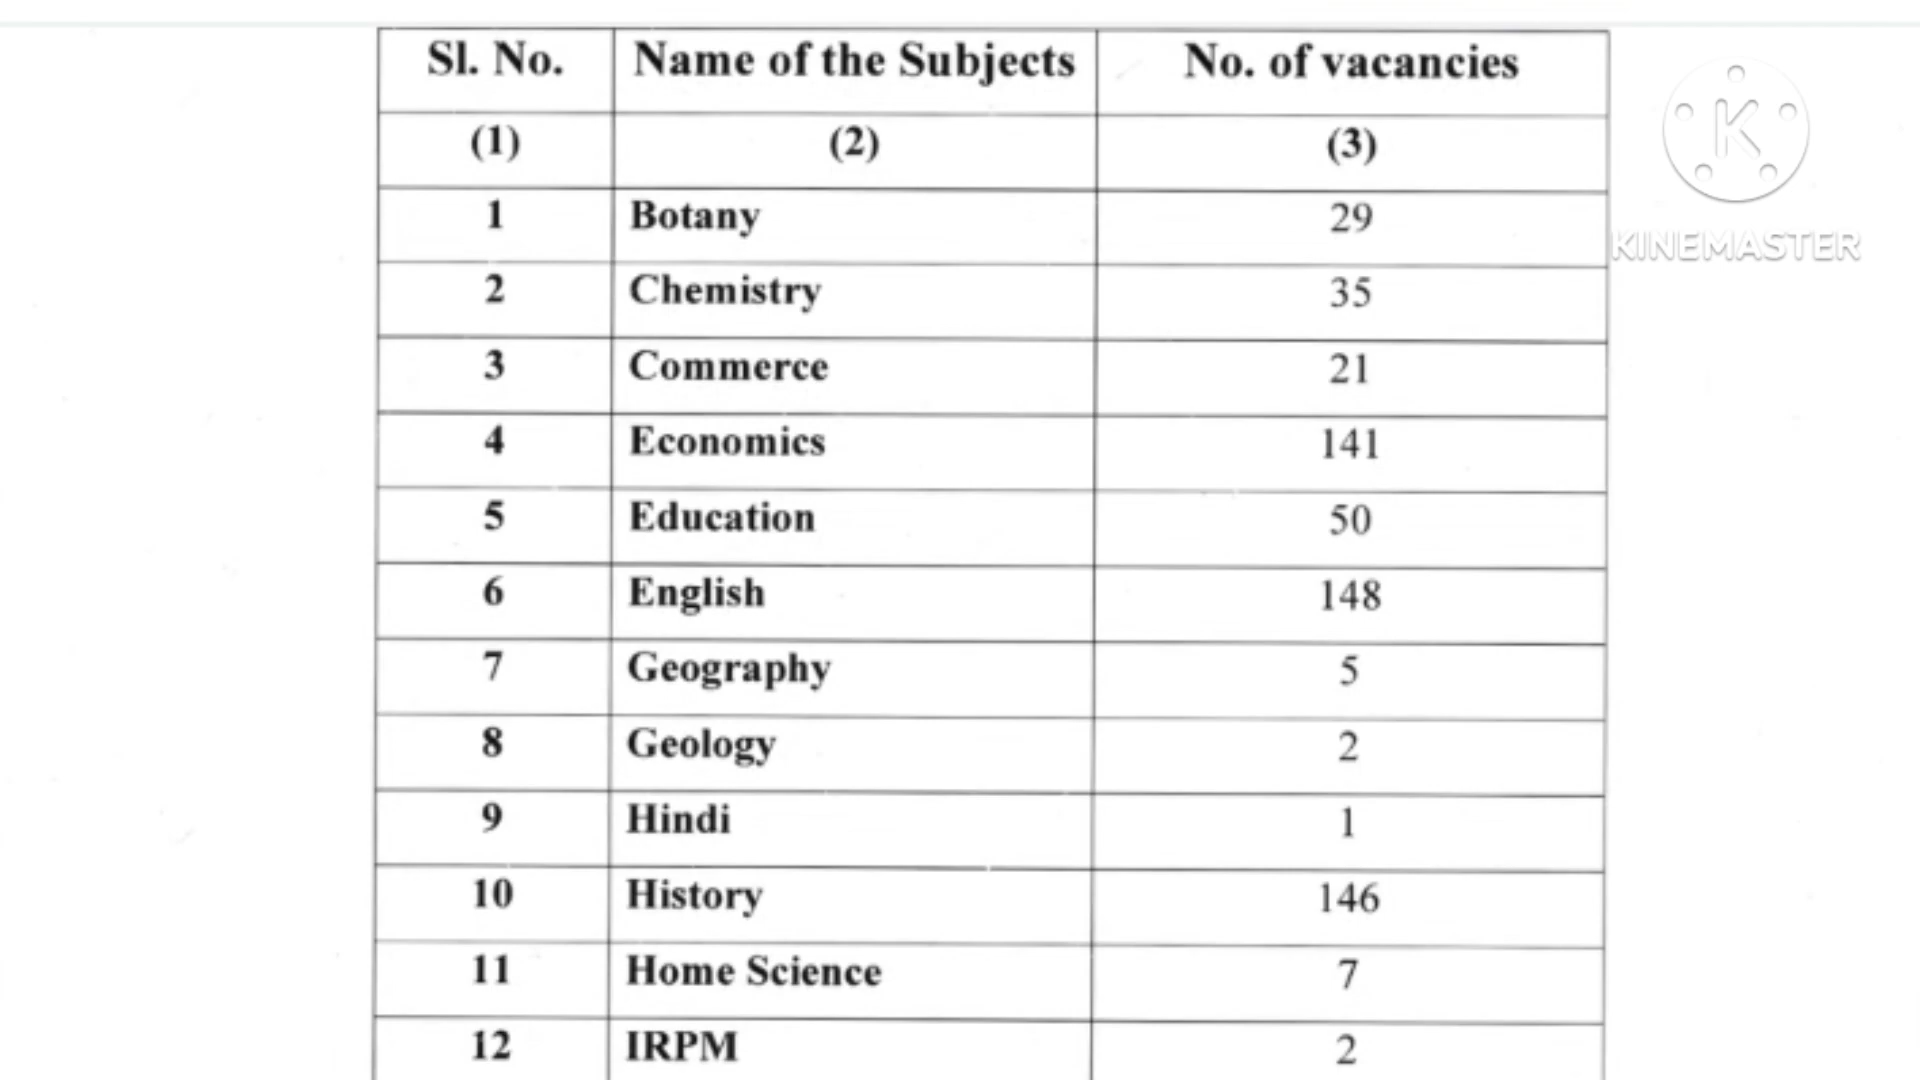 Sl. No. Name of the Subjects No. of vacancies
(1) (2) (3)
1 Botany 29
2 Chemistry 35
3 Commerce 21
4 Economics 141
5 Education 50
6 English 148
7 Geography 5
8 Geology 2
9 Hindi 1
10 History 146
11 Home Science 7
12 IRPM 2
K
KINEMASTER